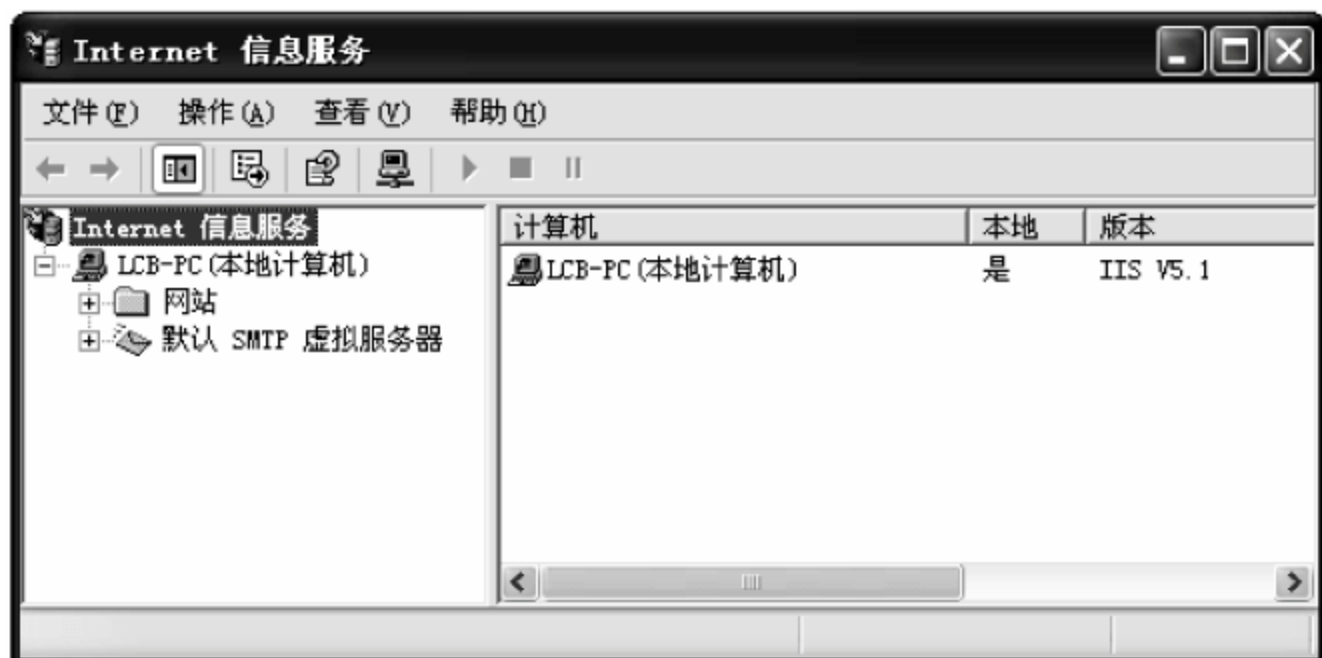 Internet 信息服务
文件(F) 操作(A) 查看(V) 帮助(H)
Internet 信息服务
LCB-PC(本地计算机)
网站
默认 SMTP 虚拟服务器
计算机 本地 版本
LCB-PC(本地计算机) 是 IIS V5.1